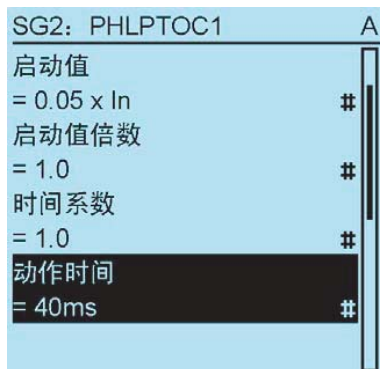 SG2: PHLPTOC1 A
启动值
= 0.05 x In #
启动值倍数
= 1.0 #
时间系数
= 1.0 #
动作时间
= 40ms #